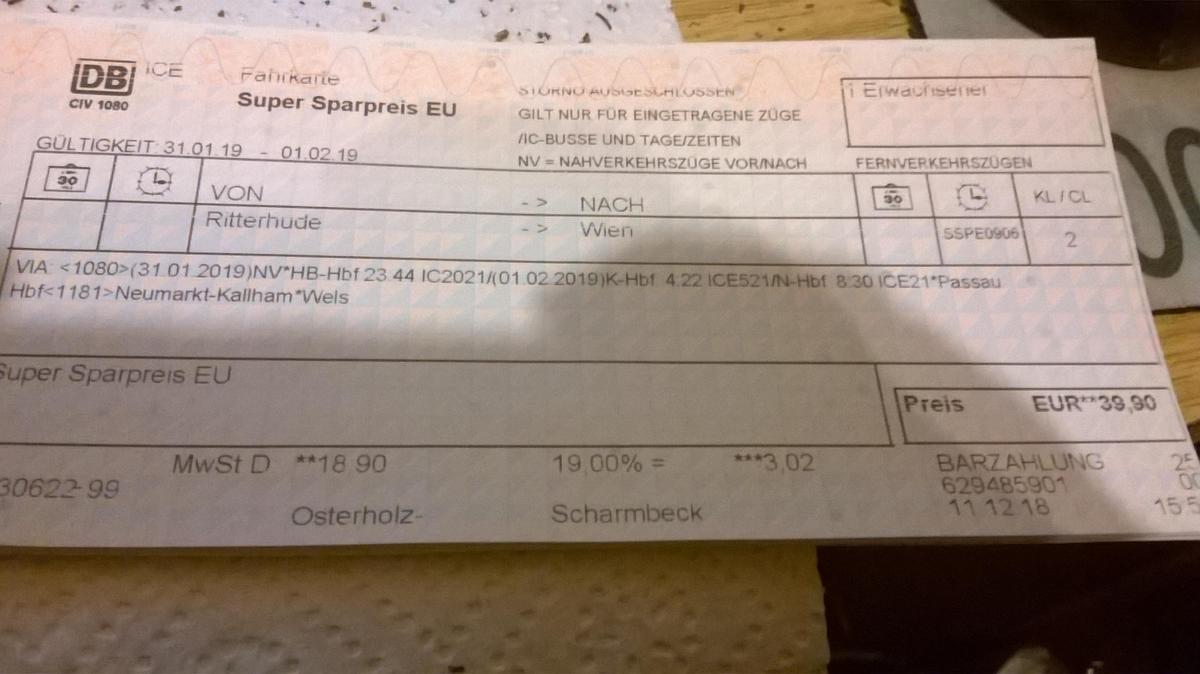 DB ICE Fahrkarte
CIV 1080 Super Sparpreis EU
STORNO AUSGESCHLOSSEN
GILT NUR FÜR EINGETRAGENE ZÜGE
/IC-BUSSE UND TAGE/ZEITEN
NV = NAHVERKEHRSZÜGE VOR/NACH FERNVERKEHRSZÜGEN
1 Erwachsener
GÜLTIGKEIT: 31.01.19 - 01.02.19
VON -> NACH KL/CL
Ritterhude -> Wien SSPE0906 2
VIA: <1080>(31.01.2019)NV*HB-Hbf 23:44 IC2021/(01.02.2019)K-Hbf 4:22 ICE521/N-Hbf 8:30 ICE21*Passau
Hbf<1181>Neumarkt-Kallham*Wels
Super Sparpreis EU
Preis EUR**39,90
MwSt D **18,90 19,00% = ***3,02
BARZAHLUNG 25
30622-99 629485901 00
Osterholz- Scharmbeck 11.12.18 15:5